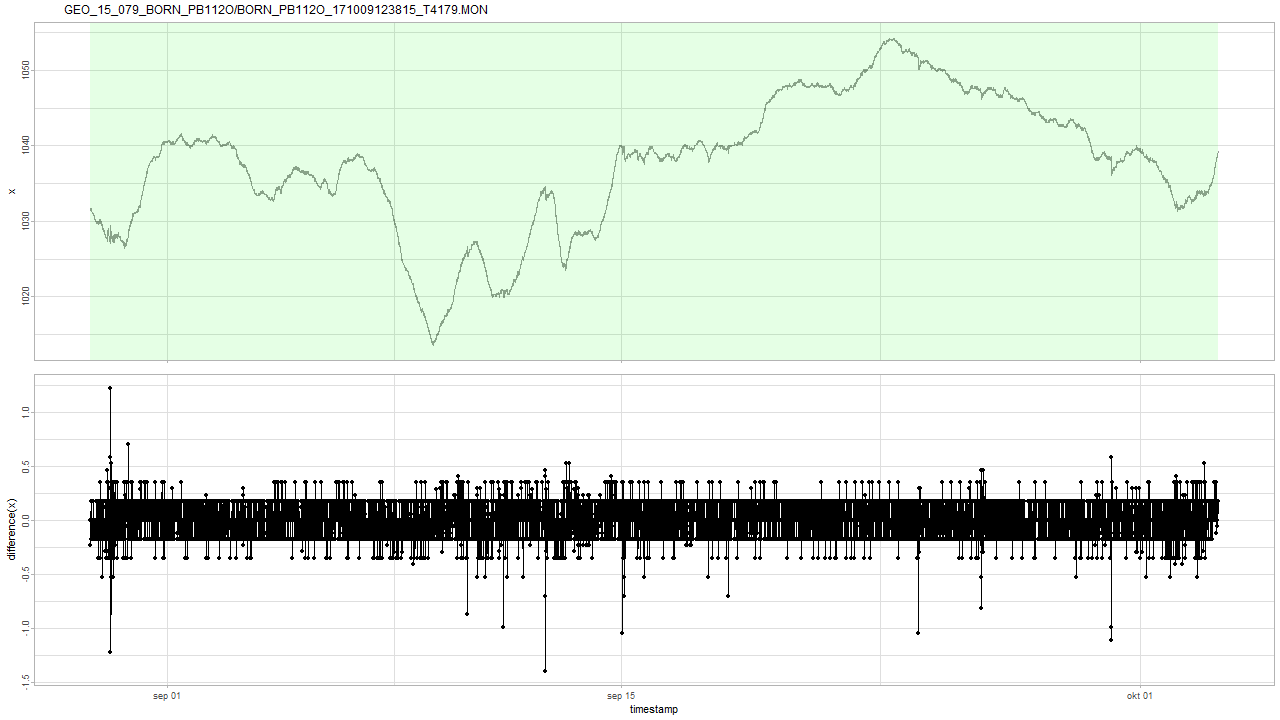 GEO_15_079_BORN_PB112O/BORN_PB112O_171009123815_T4179.MON
1050
1040
1030
1020
x
1.0
0.5
0.0
-0.5
-1.0
-1.5
difference(x)
sep 01
sep 15
okt 01
timestamp